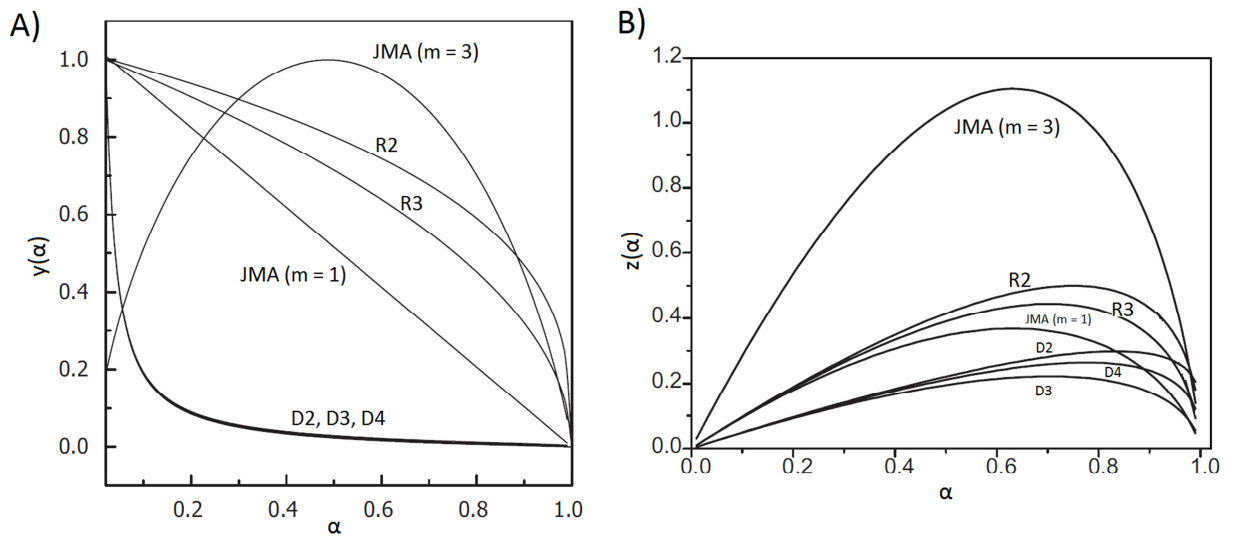 A)
JMA (m = 3)
R2
R3
JMA (m = 1)
D2, D3, D4
y(α)
1.0
0.8
0.6
0.4
0.2
0.0
0.2
0.4
0.6
0.8
1.0
α
B)
JMA (m = 3)
R2
R3
JMA (m = 1)
D2
D4
D3
z(α)
1.2
1.0
0.8
0.6
0.4
0.2
0.0
0.0
0.2
0.4
0.6
0.8
1.0
α